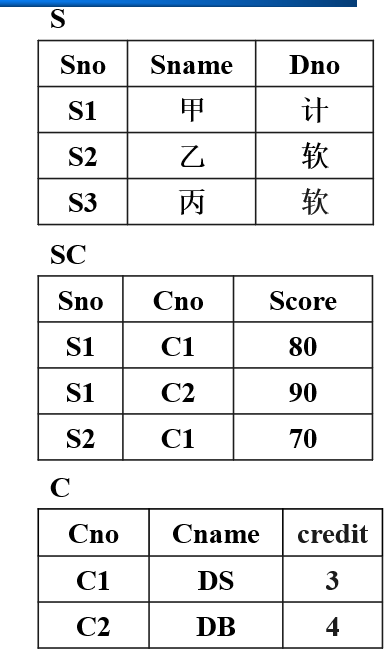 S
Sno Sname Dno
S1 甲 计
S2 乙 软
S3 丙 软
SC
Sno Cno Score
S1 C1 80
S1 C2 90
S2 C1 70
C
Cno Cname credit
C1 DS 3
C2 DB 4